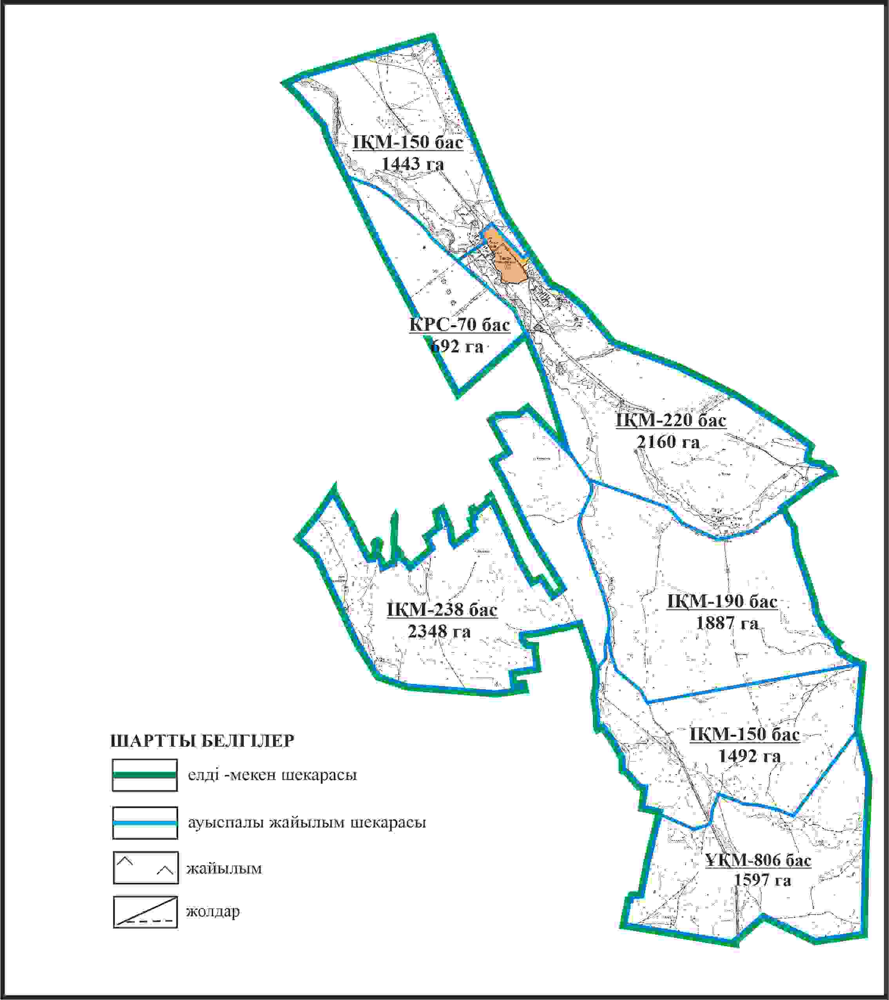 ІҚМ-150 бас
1443 га
КРС-70 бас
692 га
ІҚМ-220 бас
2160 га
ІҚМ-190 бас
1887 га
ІҚМ-238 бас
2348 га
ІҚМ-150 бас
1492 га
ҰҚМ-806 бас
1597 га
ШАРТТЫ БЕЛГІЛЕР
елді -мекен шекарасы
ауыспалы жайылым шекарасы
жайылым
жолдар